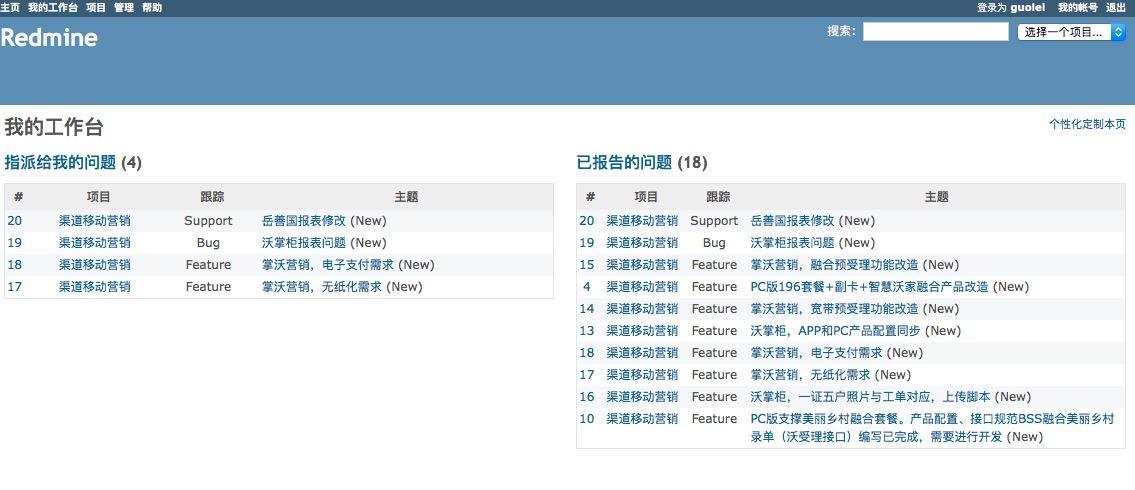 主页 我的工作台 项目 管理 帮助 登录为 guolei 我的帐号 退出
Redmine 搜索: 选择一个项目...
我的工作台 个性化定制本页
指派给我的问题 (4)
# 项目 跟踪 主题
20 渠道移动营销 Support 岳善国报表修改 (New)
19 渠道移动营销 Bug 沃掌柜报表问题 (New)
18 渠道移动营销 Feature 掌沃营销，电子支付需求 (New)
17 渠道移动营销 Feature 掌沃营销，无纸化需求 (New)
已报告的问题 (18)
# 项目 跟踪 主题
20 渠道移动营销 Support 岳善国报表修改 (New)
19 渠道移动营销 Bug 沃掌柜报表问题 (New)
15 渠道移动营销 Feature 掌沃营销，融合预受理功能改造 (New)
4 渠道移动营销 Feature PC版196套餐+副卡+智慧沃家融合产品改造 (New)
14 渠道移动营销 Feature 掌沃营销，宽带预受理功能改造 (New)
13 渠道移动营销 Feature 沃掌柜，APP和PC产品配置同步 (New)
18 渠道移动营销 Feature 掌沃营销，电子支付需求 (New)
17 渠道移动营销 Feature 掌沃营销，无纸化需求 (New)
16 渠道移动营销 Feature 沃掌柜，一证五户照片与工单对应，上传脚本 (New)
10 渠道移动营销 Feature PC版支撑美丽乡村融合套餐。产品配置、接口规范BSS融合美丽乡村
录单（沃受理接口）编写已完成，需要进行开发 (New)